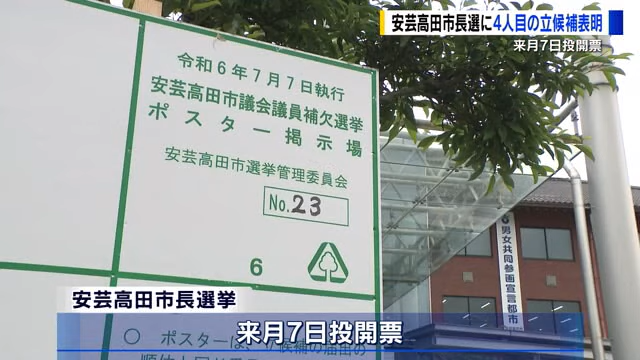 安芸高田市長選に4人目の立候補表明
来月7日投開票
令和6年7月7日執行
安芸高田市議会議員補欠選挙
ポスター掲示場
安芸高田市選挙管理委員会
No.23
6
男女共同参画宣言都市
安芸高田市長選挙
来月7日投開票
○ ポスターは、